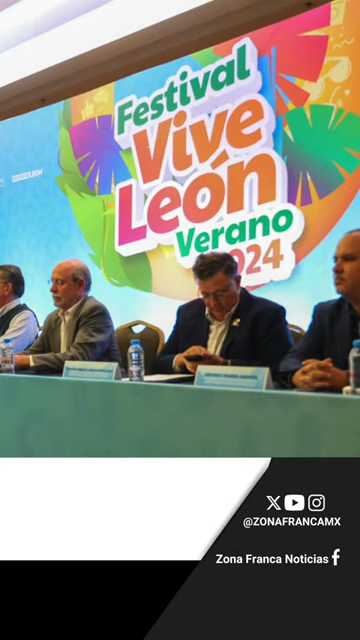 Festival
Vive
León
Verano
2024
@ZONAFRANCAMX
Zona Franca Noticias